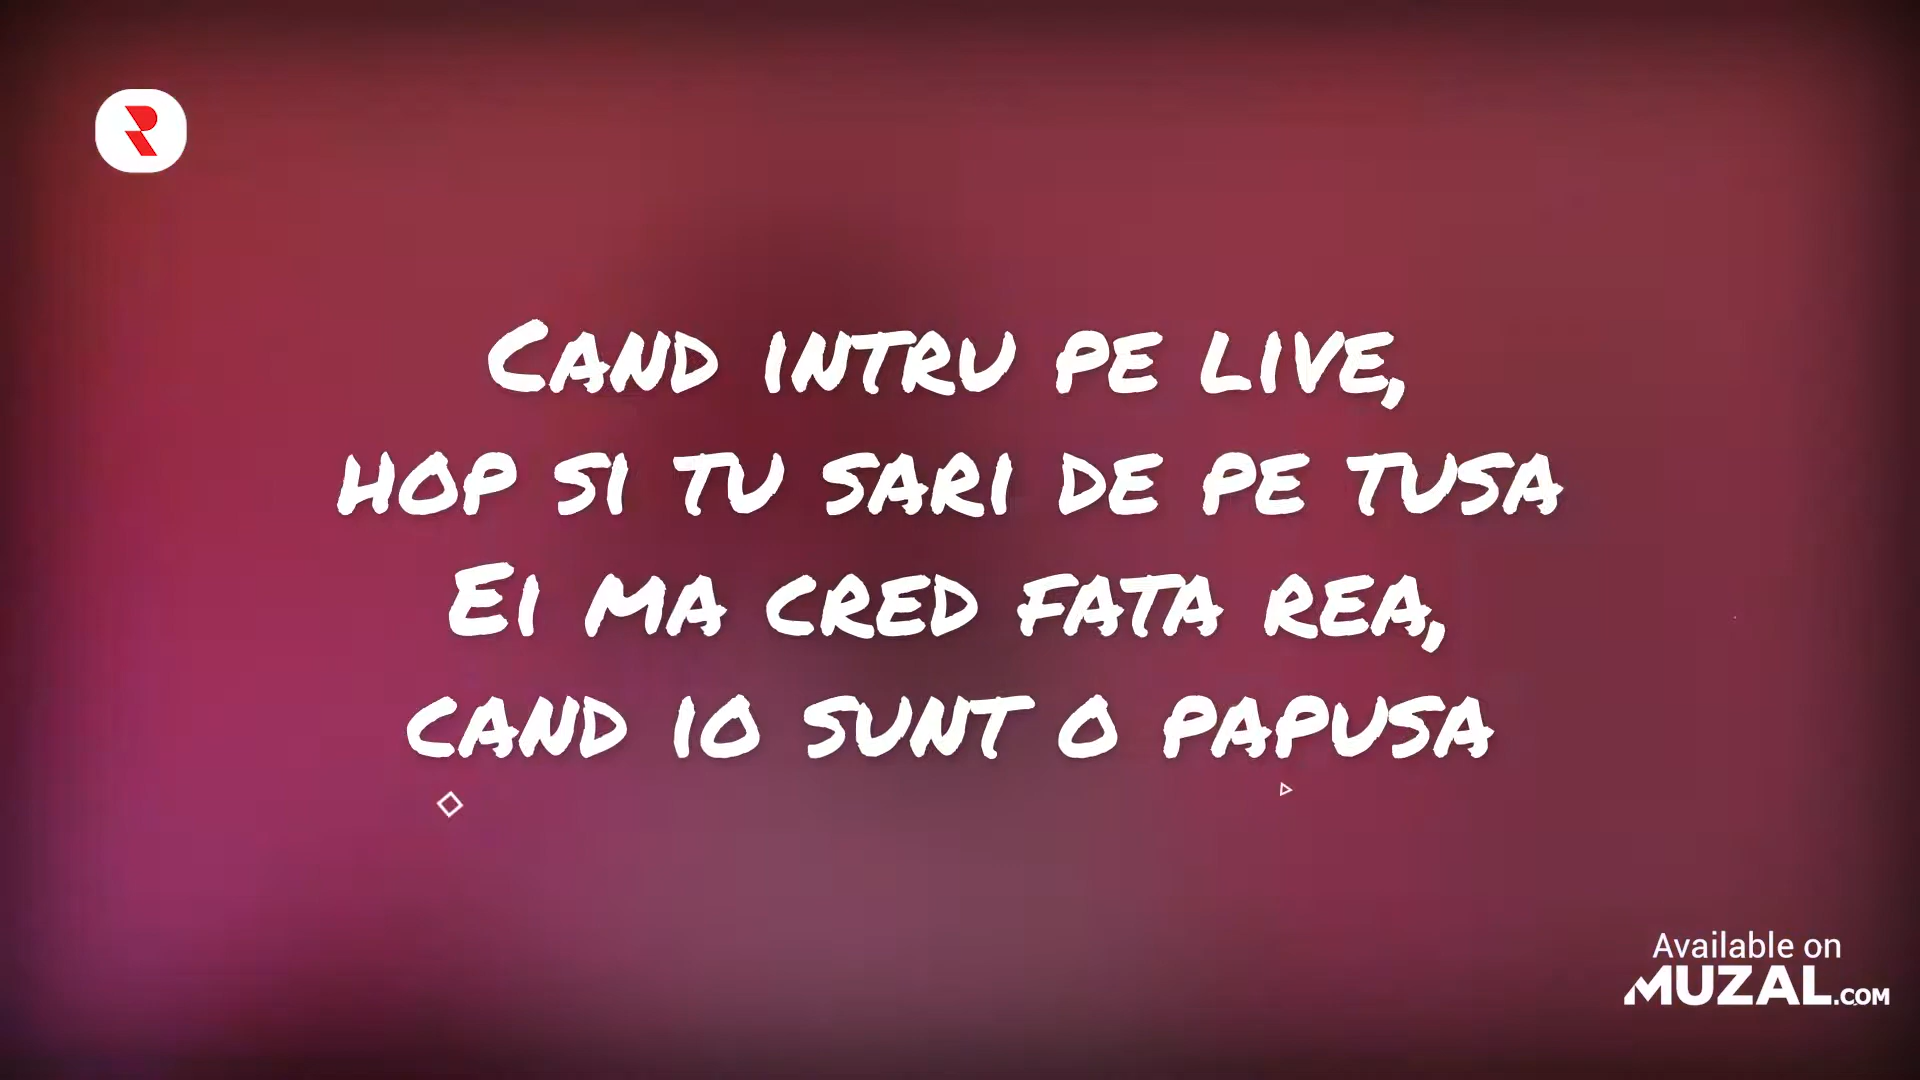 Cand intru pe live,
hop si tu sari de pe tusa
Ei ma cred fata rea,
cand io sunt o papusa
Available on
MUZAL.COM